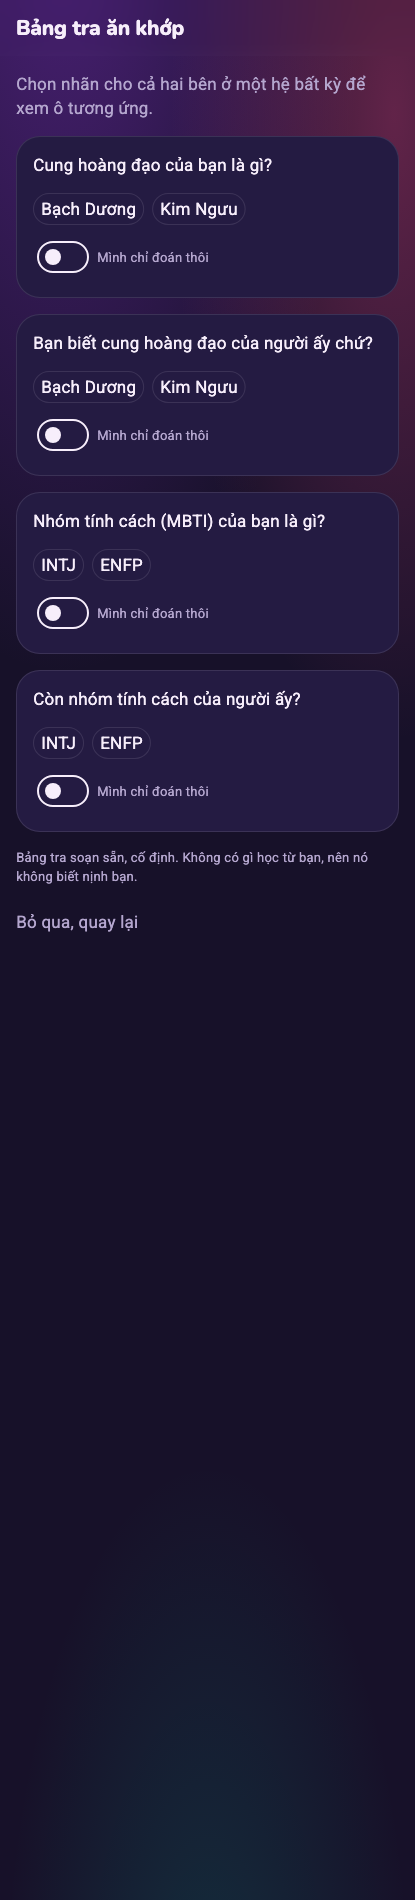 Bảng tra ăn khớp
Chọn nhãn cho cả hai bên ở một hệ bất kỳ để
xem ô tương ứng.
Cung hoàng đạo của bạn là gì?
Bạch Dương Kim Ngưu
Mình chỉ đoán thôi
Bạn biết cung hoàng đạo của người ấy chứ?
Bạch Dương Kim Ngưu
Mình chỉ đoán thôi
Nhóm tính cách (MBTI) của bạn là gì?
INTJ ENFP
Mình chỉ đoán thôi
Còn nhóm tính cách của người ấy?
INTJ ENFP
Mình chỉ đoán thôi
Bảng tra soạn sẵn, cố định. Không có gì học từ bạn, nên nó
không biết nịnh bạn.
Bỏ qua, quay lại